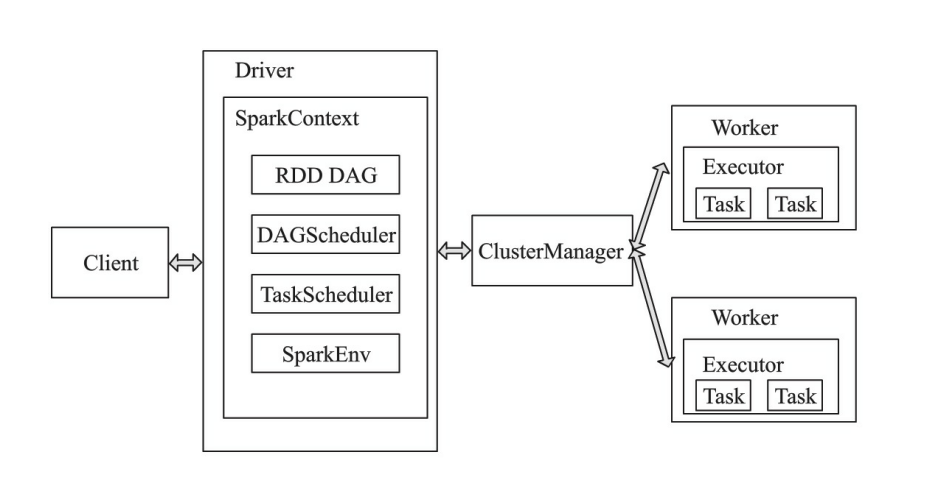 Driver
SparkContext
RDD DAG
DAGScheduler
TaskScheduler
SparkEnv
Client
ClusterManager
Worker
Executor
Task Task
Worker
Executor
Task Task